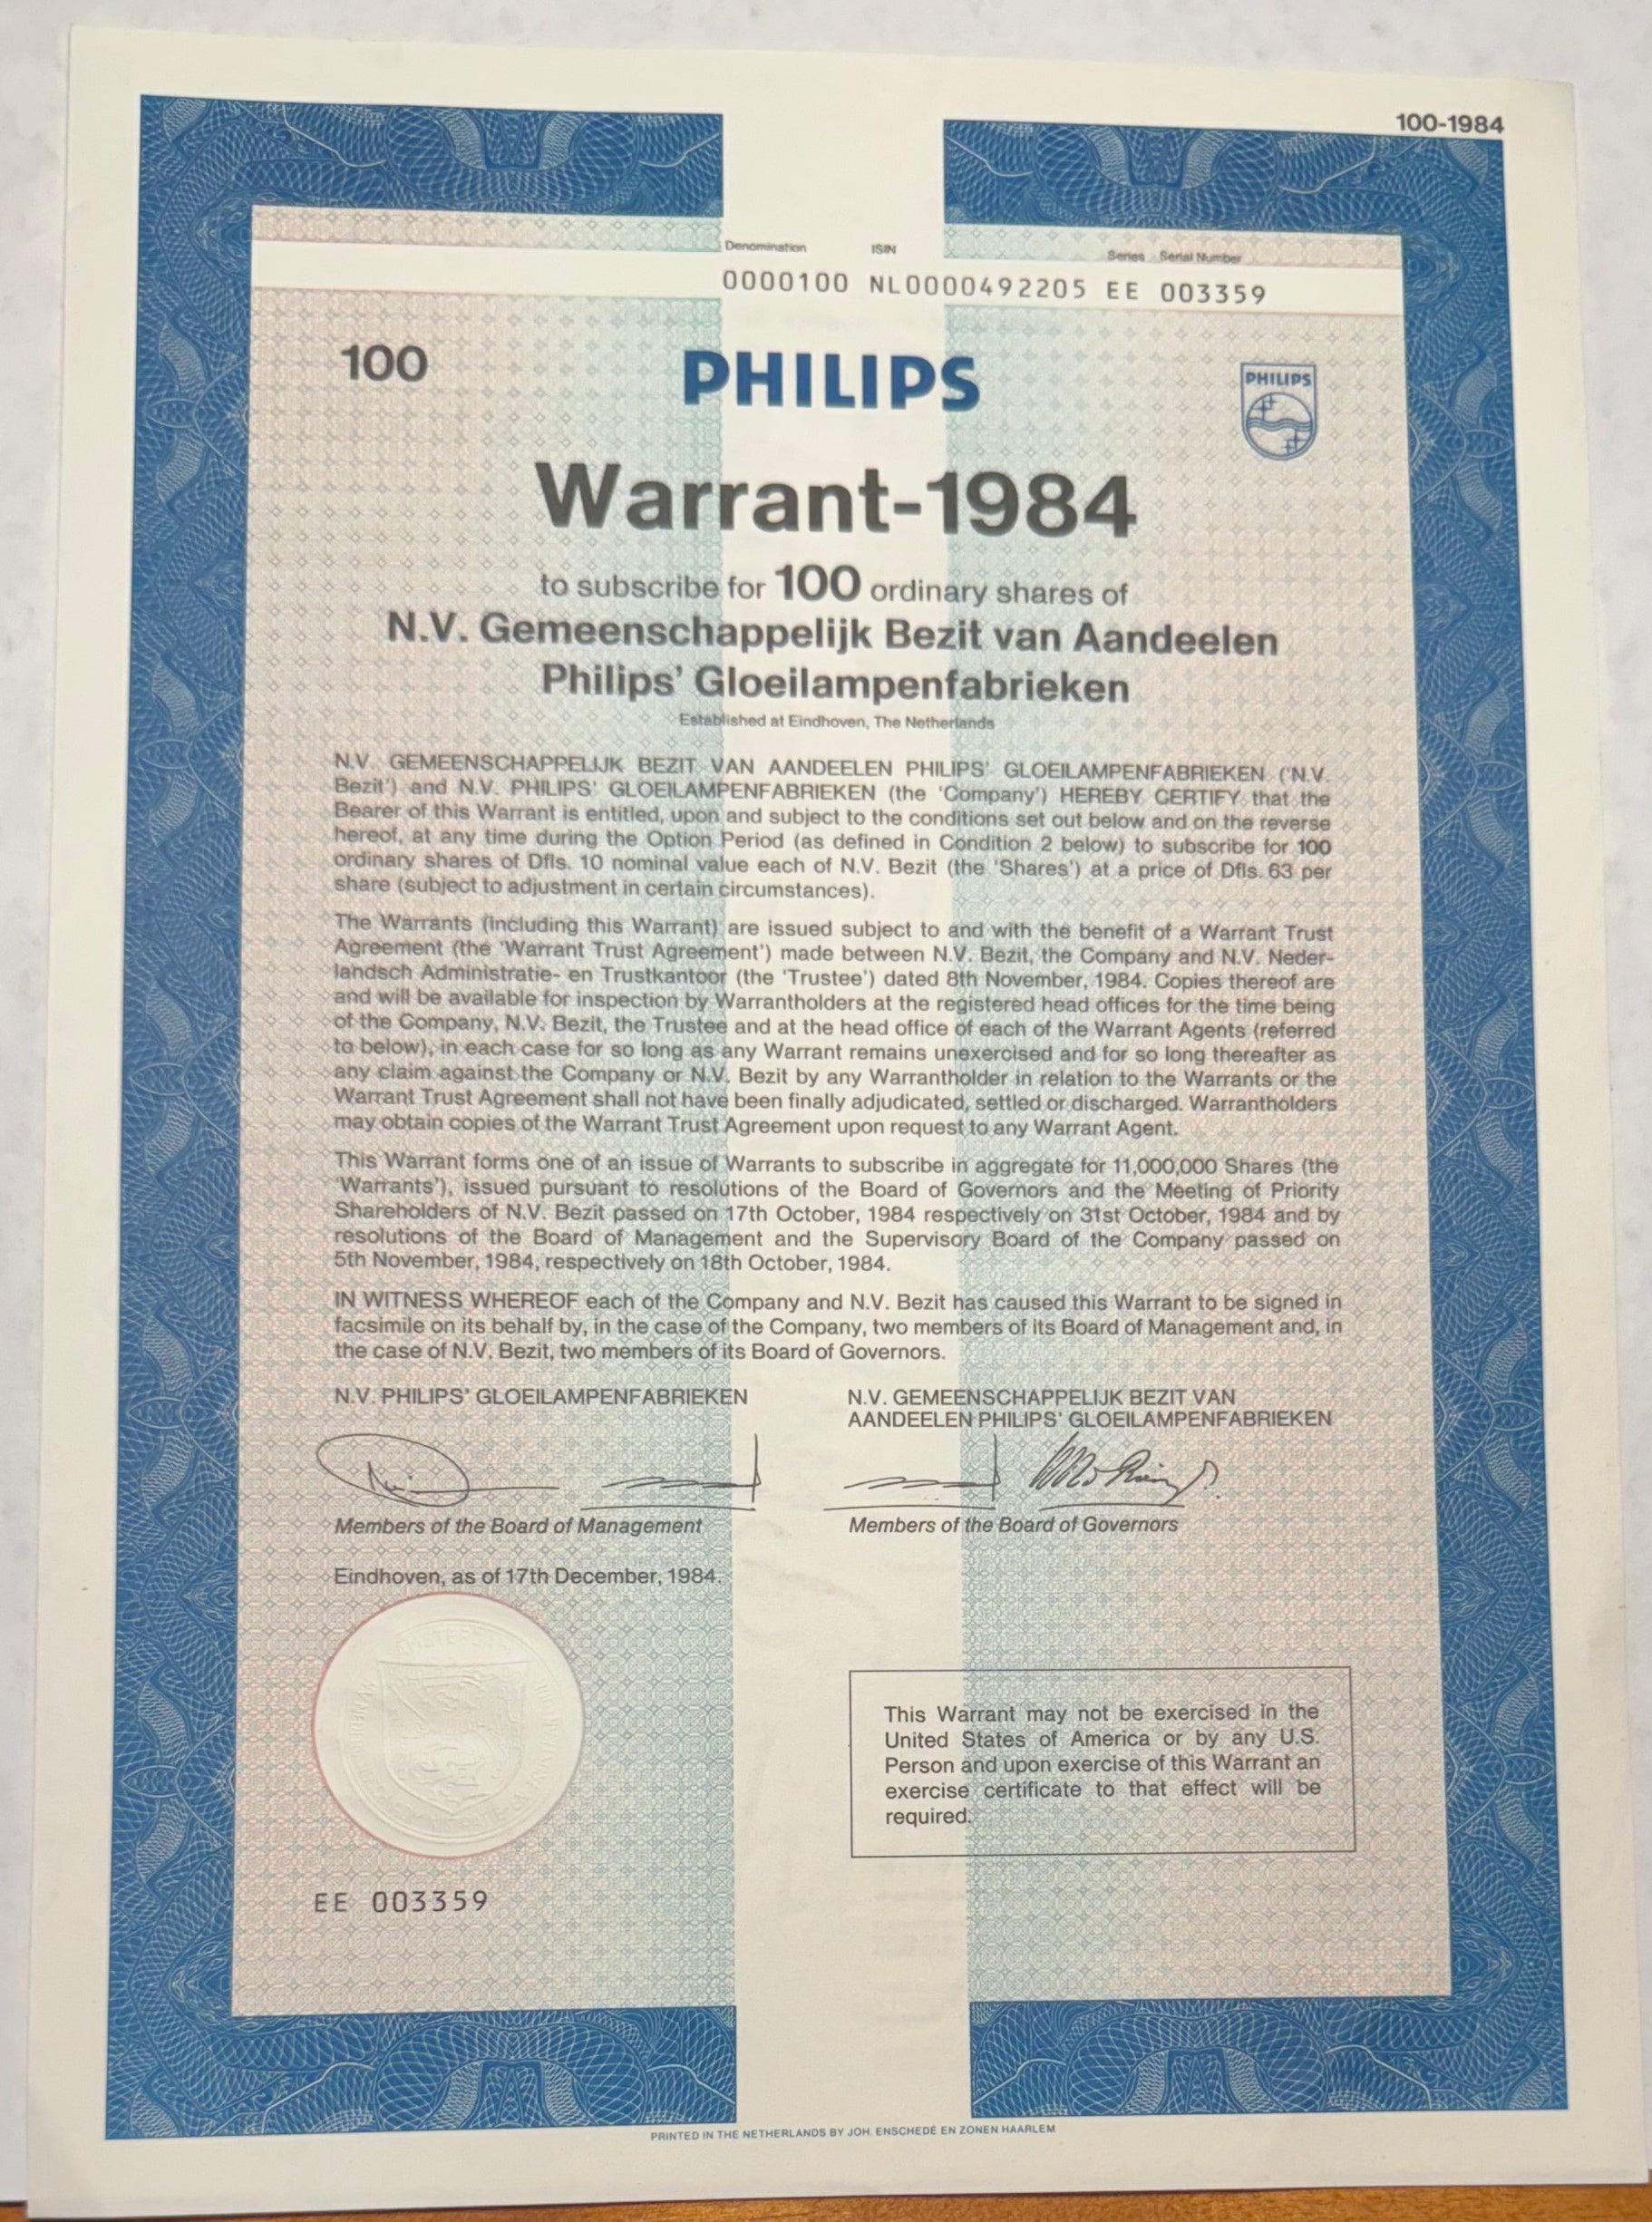 100-1984
Denomination ISIN Series Serial Number
0000100 NL0000492205 EE 003359
100 PHILIPS PHILIPS
Warrant-1984
to subscribe for 100 ordinary shares of
N.V. Gemeenschappelijk Bezit van Aandeelen
Philips' Gloeilampenfabrieken
Established at Eindhoven, The Netherlands
N.V. GEMEENSCHAPPELIJK BEZIT VAN AANDEELEN PHILIPS' GLOEILAMPENFABRIEKEN ('N.V.
Bezit') and N.V. PHILIPS' GLOEILAMPENFABRIEKEN (the 'Company') HEREBY CERTIFY that the
Bearer of this Warrant is entitled, upon and subject to the conditions set out below and on the reverse
hereof, at any time during the Option Period (as defined in Condition 2 below) to subscribe for 100
ordinary shares of Dfls. 10 nominal value each of N.V. Bezit (the 'Shares') at a price of Dfls. 63 per
share (subject to adjustment in certain circumstances).
The Warrants (including this Warrant) are issued subject to and with the benefit of a Warrant Trust
Agreement (the 'Warrant Trust Agreement') made between N.V. Bezit, the Company and N.V. Neder-
landsch Administratie- en Trustkantoor (the 'Trustee') dated 8th November, 1984. Copies thereof are
and will be available for inspection by Warrantholders at the registered head offices for the time being
of the Company, N.V. Bezit, the Trustee and at the head office of each of the Warrant Agents (referred
to below), in each case for so long as any Warrant remains unexercised and for so long thereafter as
any claim against the Company or N.V. Bezit by any Warrantholder in relation to the Warrants or the
Warrant Trust Agreement shall not have been finally adjudicated, settled or discharged. Warrantholders
may obtain copies of the Warrant Trust Agreement upon request to any Warrant Agent.
This Warrant forms one of an issue of Warrants to subscribe in aggregate for 11,000,000 Shares (the
'Warrants'), issued pursuant to resolutions of the Board of Governors and the Meeting of Priority
Shareholders of N.V. Bezit passed on 17th October, 1984 respectively on 31st October, 1984 and by
resolutions of the Board of Management and the Supervisory Board of the Company passed on
5th November, 1984, respectively on 18th October, 1984.
IN WITNESS WHEREOF each of the Company and N.V. Bezit has caused this Warrant to be signed in
facsimile on its behalf by, in the case of the Company, two members of its Board of Management and, in
the case of N.V. Bezit, two members of its Board of Governors.
N.V. PHILIPS' GLOEILAMPENFABRIEKEN
N.V. GEMEENSCHAPPELIJK BEZIT VAN
AANDEELEN PHILIPS' GLOEILAMPENFABRIEKEN
Members of the Board of Management
Members of the Board of Governors
Eindhoven, as of 17th December, 1984.
This Warrant may not be exercised in the
United States of America or by any U.S.
Person and upon exercise of this Warrant an
exercise certificate to that effect will be
required.
EE 003359
PRINTED IN THE NETHERLANDS BY JOH. ENSCHEDÉ EN ZONEN HAARLEM